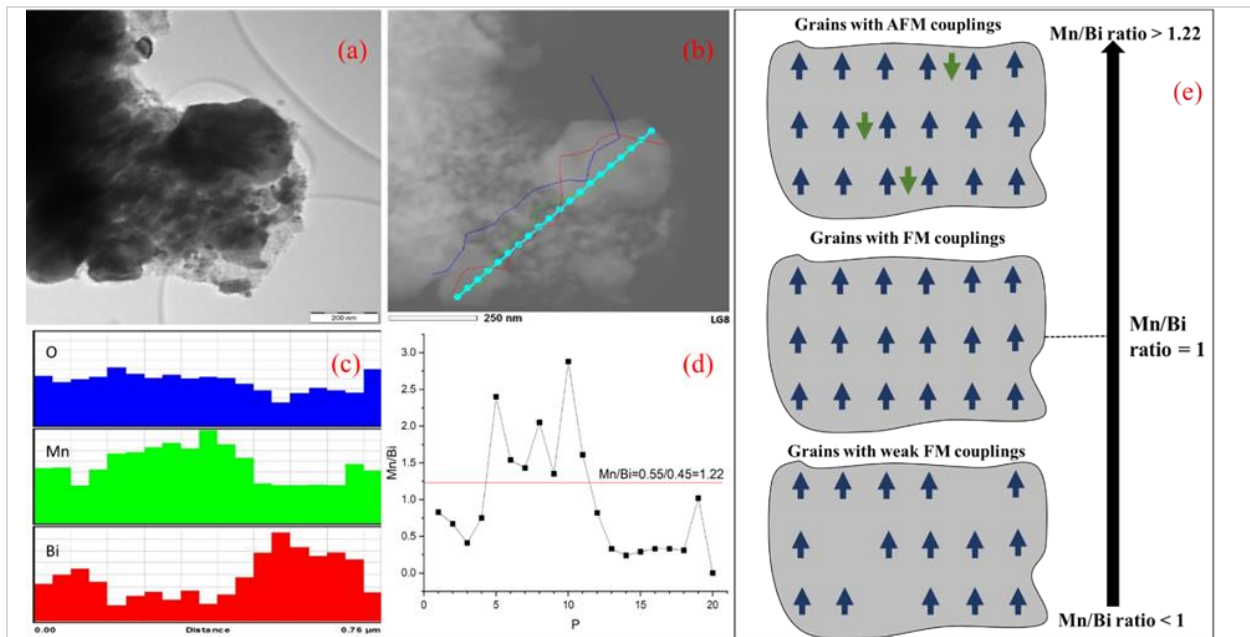 (a)
200 nm
(b)
250 nm
LG8
(c)
O
Mn
Bi
0.00 Distance 0.76 µm
(d)
Mn/Bi
3.0
2.5
2.0
1.5
1.0
0.5
0.0
Mn/Bi=0.55/0.45=1.22
0 5 10 15 20
P
(e)
Grains with AFM couplings
Mn/Bi ratio > 1.22
Grains with FM couplings
Mn/Bi
ratio = 1
Grains with weak FM couplings
Mn/Bi ratio < 1